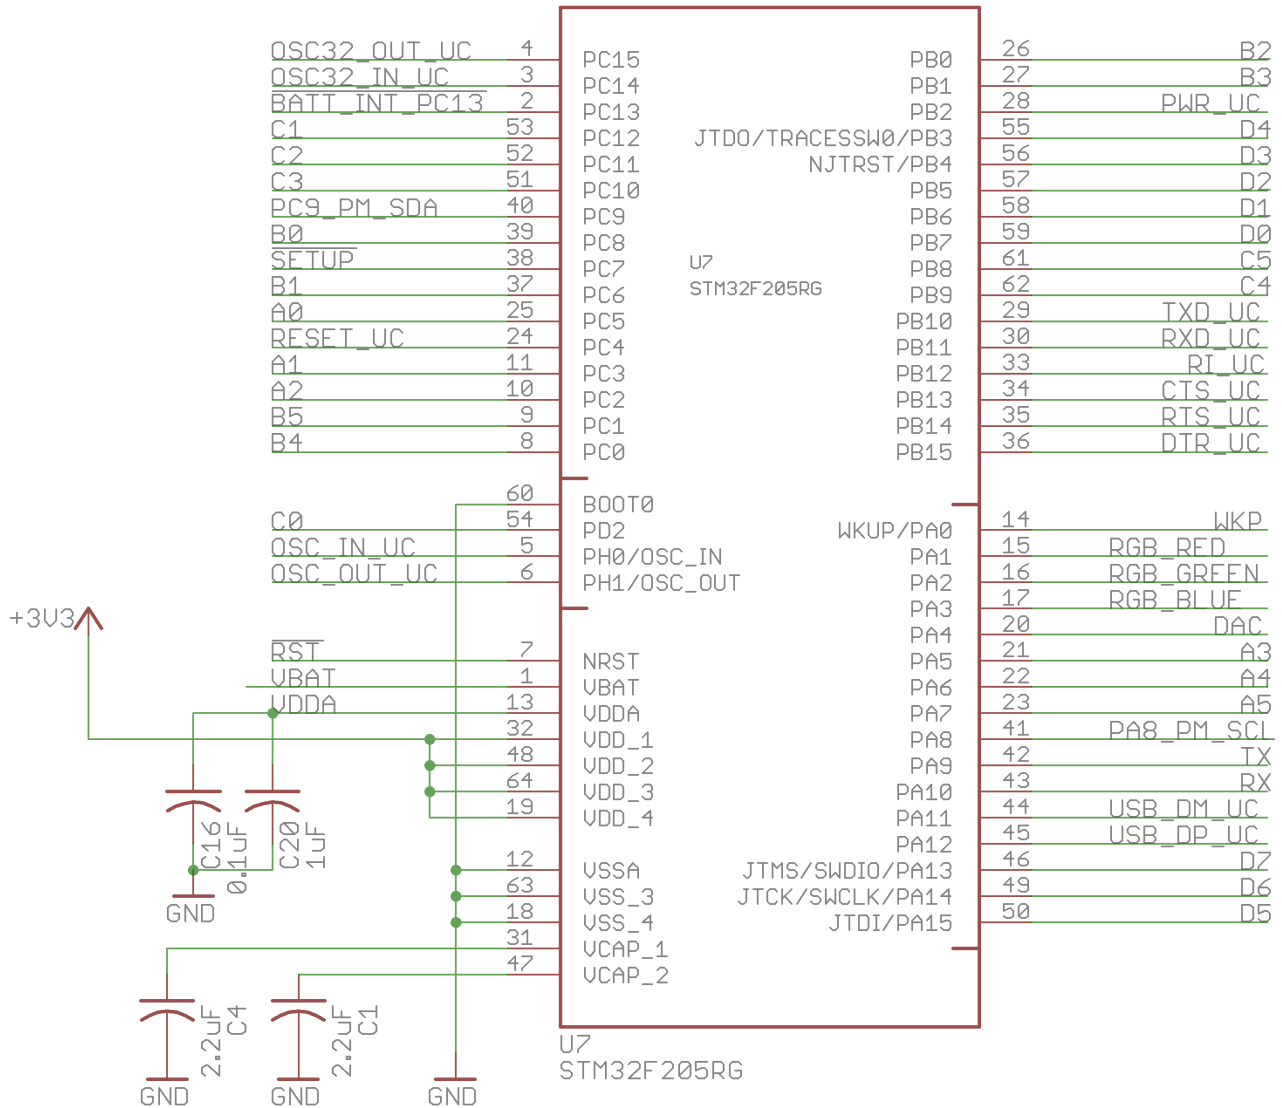 OSC32_OUT_UC 4 PC15 PB0 26 B2
OSC32_IN_UC 3 PC14 PB1 27 B3
BATT_INT_PC13 2 PC13 PB2 28 PWR_UC
C1 53 PC12 JTDO/TRACESSW0/PB3 55 D4
C2 52 PC11 NJTRST/PB4 56 D3
C3 51 PC10 PB5 57 D2
PC9_PM_SDA 40 PC9 PB6 58 D1
B0 39 PC8 PB7 59 D0
SETUP 38 PC7 U7 PB8 61 C5
B1 37 PC6 STM32F205RG PB9 62 C4
A0 25 PC5 PB10 29 TXD_UC
RESET_UC 24 PC4 PB11 30 RXD_UC
A1 11 PC3 PB12 33 RI_UC
A2 10 PC2 PB13 34 CTS_UC
B5 9 PC1 PB14 35 RTS_UC
B4 8 PC0 PB15 36 DTR_UC
60 BOOT0
C0 54 PD2 WKUP/PA0 14 WKP
OSC_IN_UC 5 PH0/OSC_IN PA1 15 RGB_RED
OSC_OUT_UC 6 PH1/OSC_OUT PA2 16 RGB_GREEN
+3V3 PA3 17 RGB_BLUE
PA4 20 DAC
RST 7 NRST PA5 21 A3
VBAT 1 VBAT PA6 22 A4
VDDA 13 VDDA PA7 23 A5
32 VDD_1 PA8 41 PA8_PM_SCL
48 VDD_2 PA9 42 TX
64 VDD_3 PA10 43 RX
19 VDD_4 PA11 44 USB_DM_UC
C16 0.1uF C20 1uF PA12 45 USB_DP_UC
12 VSSA JTMS/SWDIO/PA13 46 D7
63 VSS_3 JTCK/SWCLK/PA14 49 D6
GND 18 VSS_4 JTDI/PA15 50 D5
31 VCAP_1
47 VCAP_2
2.2uF C4 2.2uF C1
U7
STM32F205RG
GND GND GND